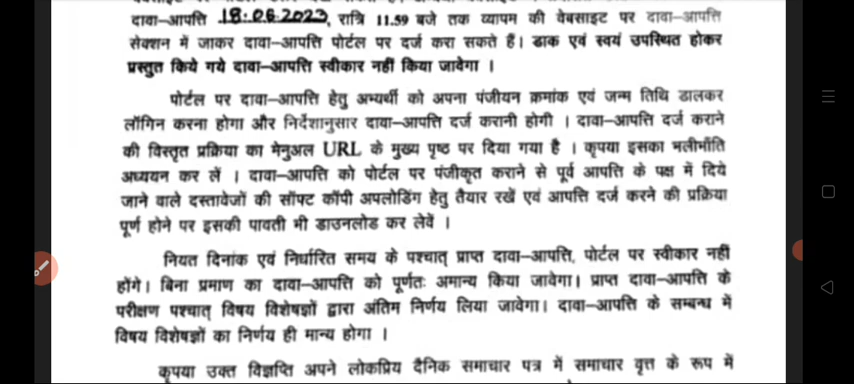 दावा–आपत्ति 18.06.2023, रात्रि 11.59 बजे तक व्यापम की वेबसाइट पर दावा–आपत्ति
सेक्शन में जाकर दावा–आपत्ति पोर्टल पर दर्ज करा सकते हैं। डाक एवं स्वयं उपस्थित होकर
प्रस्तुत किये गये दावा–आपत्ति स्वीकार नहीं किया जावेगा ।
पोर्टल पर दावा–आपत्ति हेतु अभ्यर्थी को अपना पंजीयन क्रमांक एवं जन्म तिथि डालकर
लॉगिन करना होगा और निर्देशानुसार दावा–आपत्ति दर्ज करानी होगी । दावा–आपत्ति दर्ज कराने
की विस्तृत प्रक्रिया का मेनुअल URL के मुख्य पृष्ठ पर दिया गया है । कृपया इसका भलीभाँति
अध्ययन कर लें । दावा–आपत्ति को पोर्टल पर पंजीकृत कराने से पूर्व आपत्ति के पक्ष में दिये
जाने वाले दस्तावेजों की सॉफ्ट कॉपी अपलोडिंग हेतु तैयार रखें एवं आपत्ति दर्ज करने की प्रक्रिया
पूर्ण होने पर इसकी पावती भी डाउनलोड कर लेवें ।
नियत दिनांक एवं निर्धारित समय के पश्चात् प्राप्त दावा–आपत्ति, पोर्टल पर स्वीकार नहीं
होंगे। बिना प्रमाण का दावा–आपत्ति को पूर्णतः अमान्य किया जावेगा। प्राप्त दावा–आपत्ति के
परीक्षण पश्चात् विषय विशेषज्ञों द्वारा अंतिम निर्णय लिया जावेगा। दावा–आपत्ति के सम्बन्ध में
विषय विशेषज्ञों का निर्णय ही मान्य होगा ।
कृपया उक्त विज्ञप्ति अपने लोकप्रिय दैनिक समाचार पत्र में समाचार वृत्त के रूप में